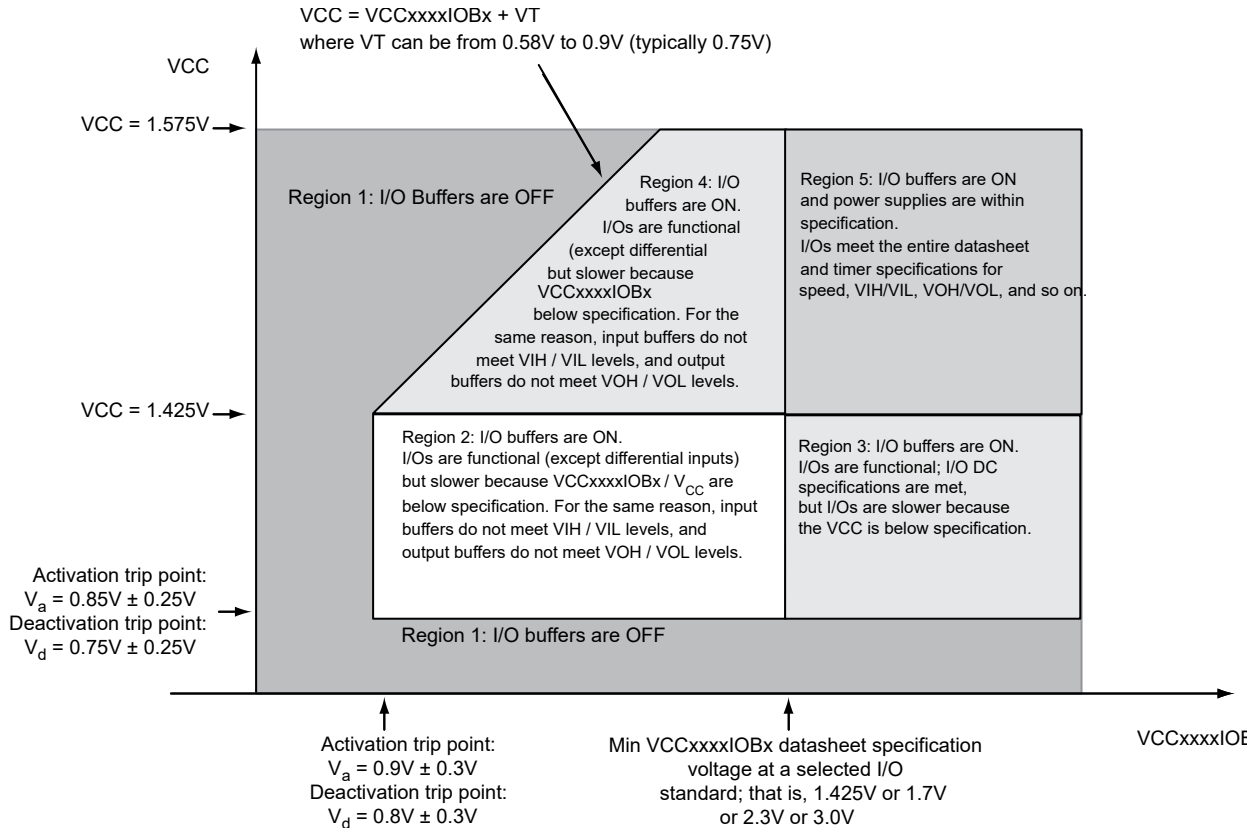 VCC = VCCxxxxIOBx + VT
where VT can be from 0.58V to 0.9V (typically 0.75V)
VCC
VCC = 1.575V
Region 1: I/O Buffers are OFF
Region 4: I/O
buffers are ON.
I/Os are functional
(except differential
but slower because
VCCxxxxIOBx
below specification. For the
same reason, input buffers do not
meet VIH / VIL levels, and output
buffers do not meet VOH / VOL levels.
Region 5: I/O buffers are ON
and power supplies are within
specification.
I/Os meet the entire datasheet
and timer specifications for
speed, VIH/VIL, VOH/VOL, and so on.
VCC = 1.425V
Region 2: I/O buffers are ON.
I/Os are functional (except differential inputs)
but slower because VCCxxxxIOBx / VCC are
below specification. For the same reason, input
buffers do not meet VIH / VIL levels, and
output buffers do not meet VOH / VOL levels.
Region 3: I/O buffers are ON.
I/Os are functional; I/O DC
specifications are met,
but I/Os are slower because
the VCC is below specification.
Activation trip point:
Va = 0.85V ± 0.25V
Deactivation trip point:
Vd = 0.75V ± 0.25V
Region 1: I/O buffers are OFF
Activation trip point:
Va = 0.9V ± 0.3V
Deactivation trip point:
Vd = 0.8V ± 0.3V
Min VCCxxxxIOBx datasheet specification
voltage at a selected I/O
standard; that is, 1.425V or 1.7V
or 2.3V or 3.0V
VCCxxxxIOB